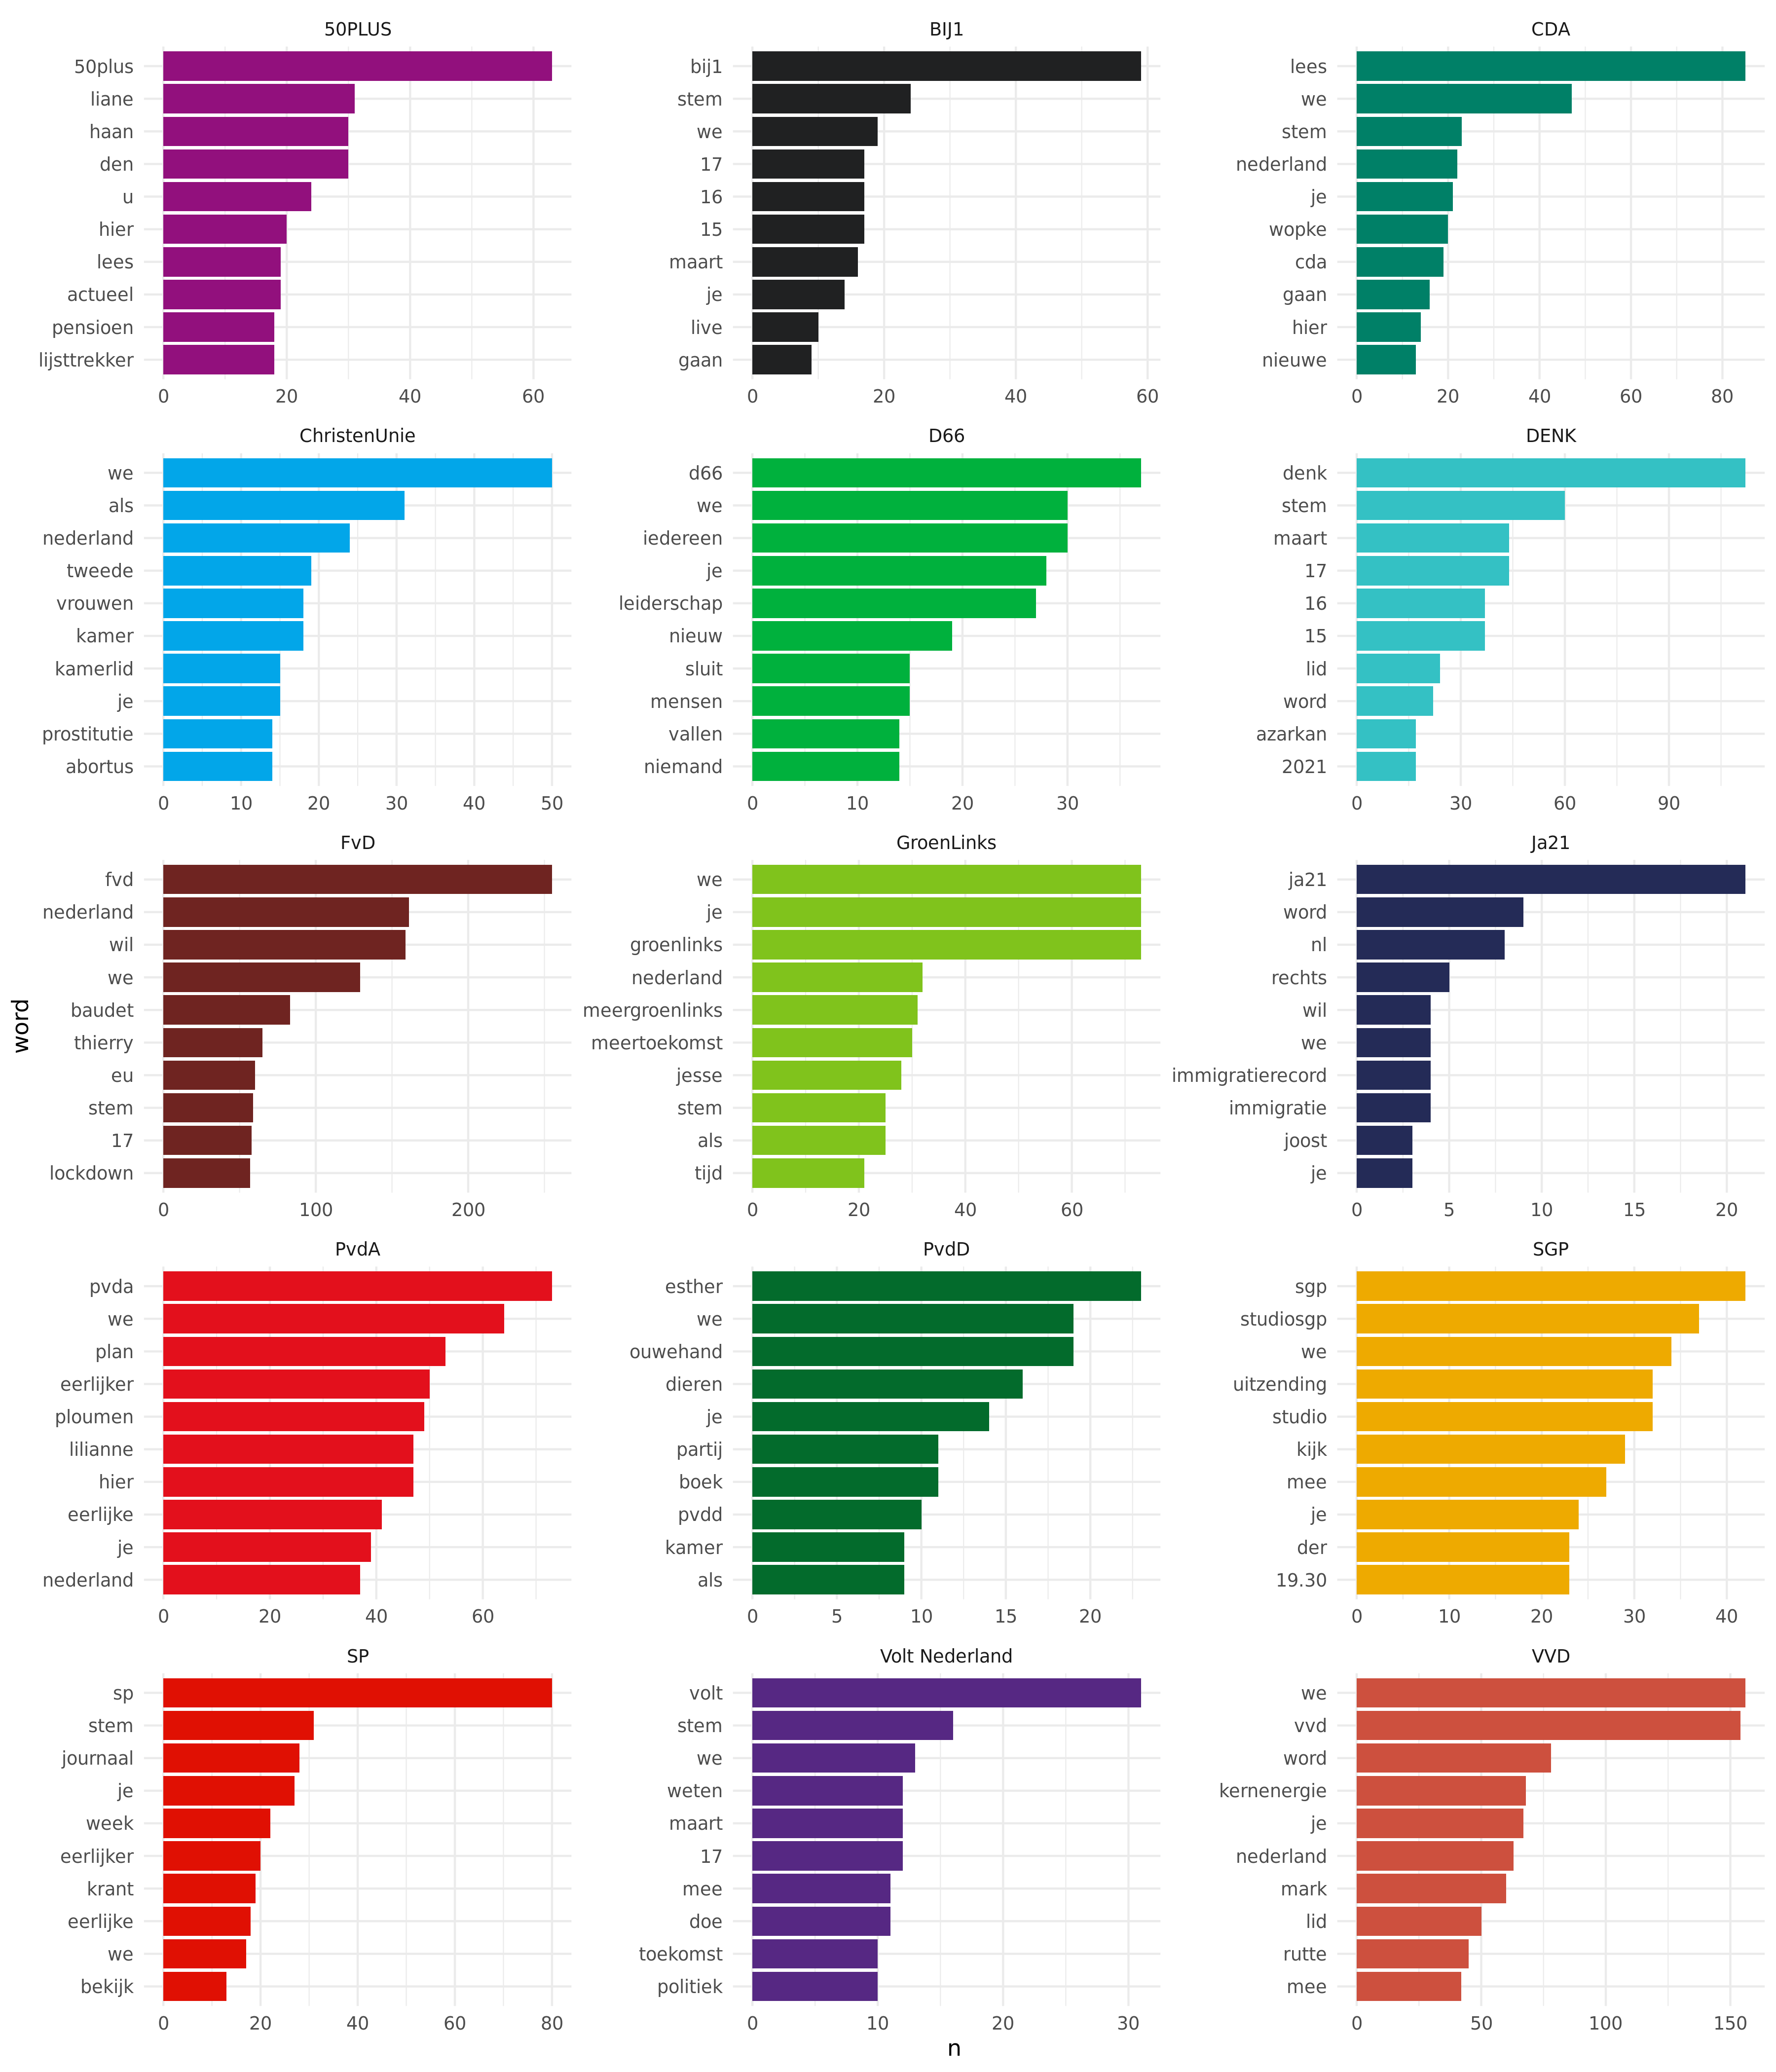 50PLUS
50plus
liane
haan
den
u
hier
lees
actueel
pensioen
lijsttrekker
0 20 40 60
BIJ1
bij1
stem
we
17
16
15
maart
je
live
gaan
0 20 40 60
CDA
lees
we
stem
nederland
je
wopke
cda
gaan
hier
nieuwe
0 20 40 60 80
ChristenUnie
we
als
nederland
tweede
vrouwen
kamer
kamerlid
je
prostitutie
abortus
0 10 20 30 40 50
D66
d66
we
iedereen
je
leiderschap
nieuw
sluit
mensen
vallen
niemand
0 10 20 30
DENK
denk
stem
maart
17
16
15
lid
word
azarkan
2021
0 30 60 90
word
FvD
fvd
nederland
wil
we
baudet
thierry
eu
stem
17
lockdown
0 100 200
GroenLinks
we
je
groenlinks
nederland
meergroenlinks
meertoekomst
jesse
stem
als
tijd
0 20 40 60
Ja21
ja21
word
nl
rechts
wil
we
immigratierecord
immigratie
joost
je
0 5 10 15 20
PvdA
pvda
we
plan
eerlijker
ploumen
lilianne
hier
eerlijke
je
nederland
0 20 40 60
PvdD
esther
we
ouwehand
dieren
je
partij
boek
pvdd
kamer
als
0 5 10 15 20
SGP
sgp
studiosgp
we
uitzending
studio
kijk
mee
je
der
19.30
0 10 20 30 40
SP
sp
stem
journaal
je
week
eerlijker
krant
eerlijke
we
bekijk
0 20 40 60 80
Volt Nederland
volt
stem
we
weten
maart
17
mee
doe
toekomst
politiek
0 10 20 30
VVD
we
vvd
word
kernenergie
je
nederland
mark
lid
rutte
mee
0 50 100 150
n